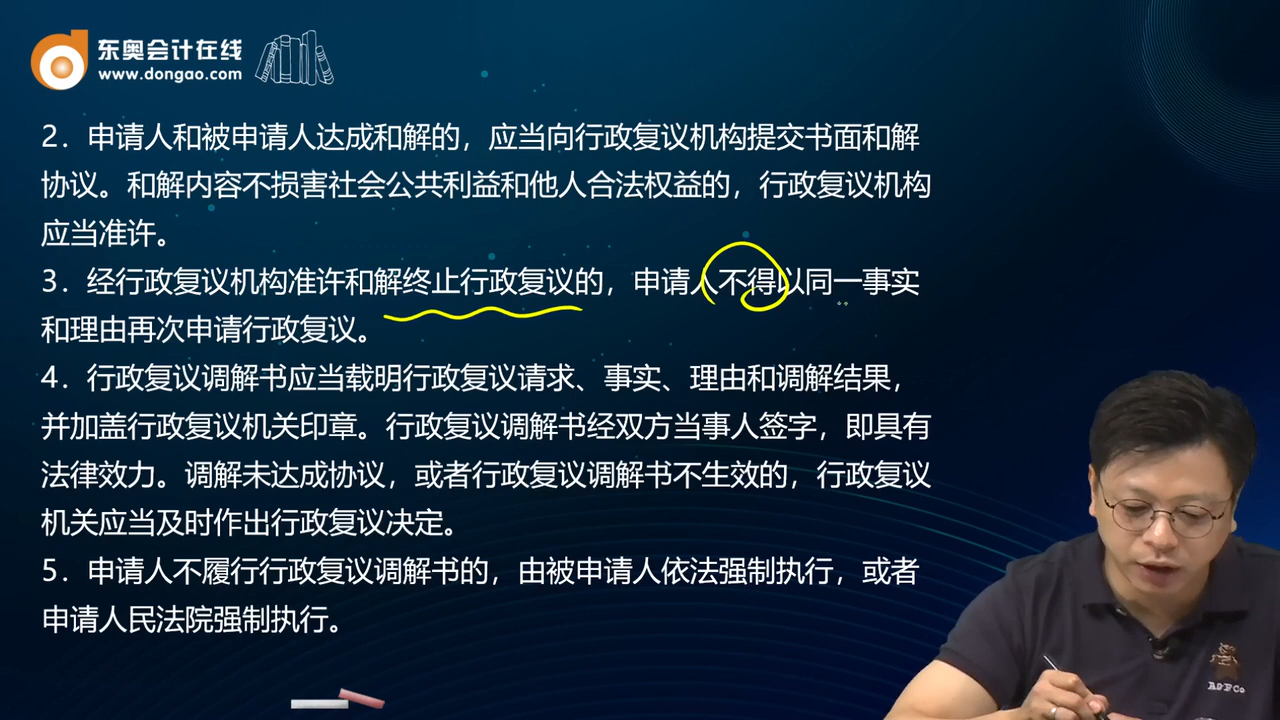 东奥会计在线
www.dongao.com
2．申请人和被申请人达成和解的，应当向行政复议机构提交书面和解
协议。和解内容不损害社会公共利益和他人合法权益的，行政复议机构
应当准许。
3．经行政复议机构准许和解终止行政复议的，申请人不得以同一事实
和理由再次申请行政复议。
4．行政复议调解书应当载明行政复议请求、事实、理由和调解结果，
并加盖行政复议机关印章。行政复议调解书经双方当事人签字，即具有
法律效力。调解未达成协议，或者行政复议调解书不生效的，行政复议
机关应当及时作出行政复议决定。
5．申请人不履行行政复议调解书的，由被申请人依法强制执行，或者
申请人民法院强制执行。